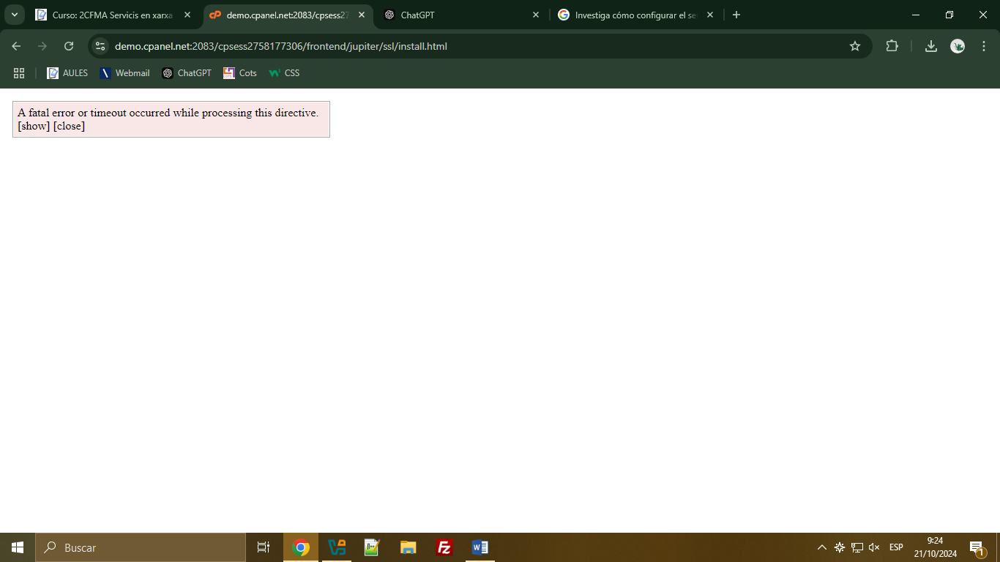 Curso: 2CFMA Servicis en xarxa
demo.cpanel.net:2083/cpsess27
ChatGPT
Investiga cómo configurar el se
demo.cpanel.net:2083/cpsess2758177306/frontend/jupiter/ssl/install.html
AULES
Webmail
ChatGPT
Cots
CSS
A fatal error or timeout occurred while processing this directive.
[show] [close]
Buscar
ESP
9:24
21/10/2024
1